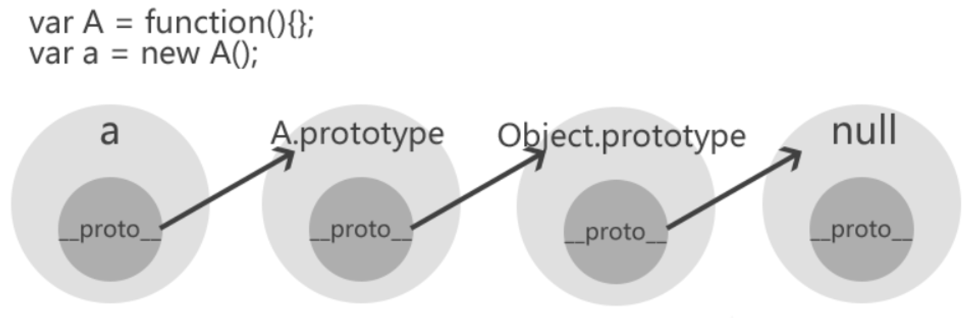 var A = function(){};
var a = new A();
a
A.prototype
Object.prototype
null
__proto__
__proto__
__proto__
__proto__